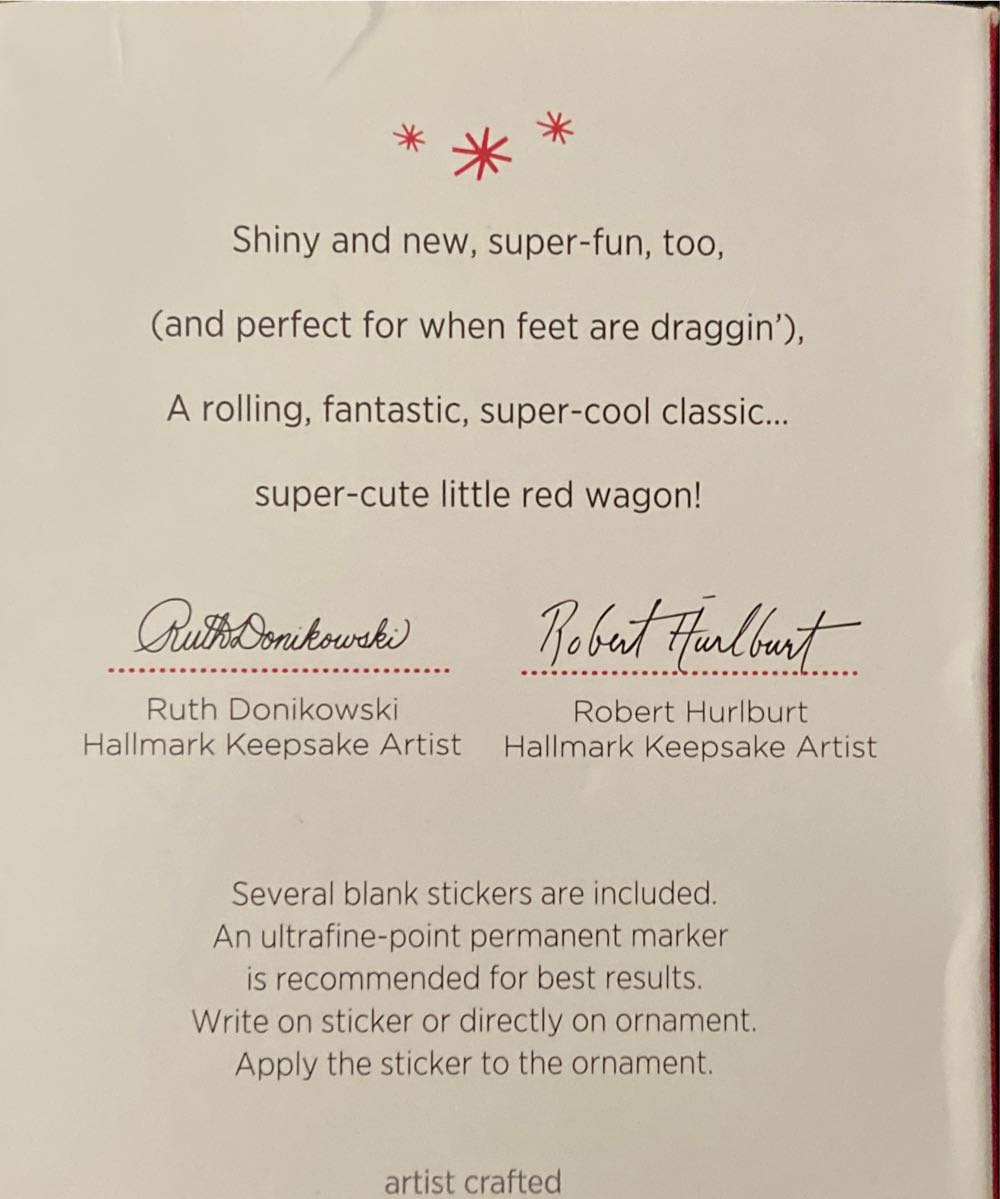 Shiny and new, super-fun, too,
(and perfect for when feet are draggin’),
A rolling, fantastic, super-cool classic...
super-cute little red wagon!
Ruth Donikowski Robert Hurlburt
Ruth Donikowski Robert Hurlburt
Hallmark Keepsake Artist Hallmark Keepsake Artist
Several blank stickers are included.
An ultrafine-point permanent marker
is recommended for best results.
Write on sticker or directly on ornament.
Apply the sticker to the ornament.
artist crafted